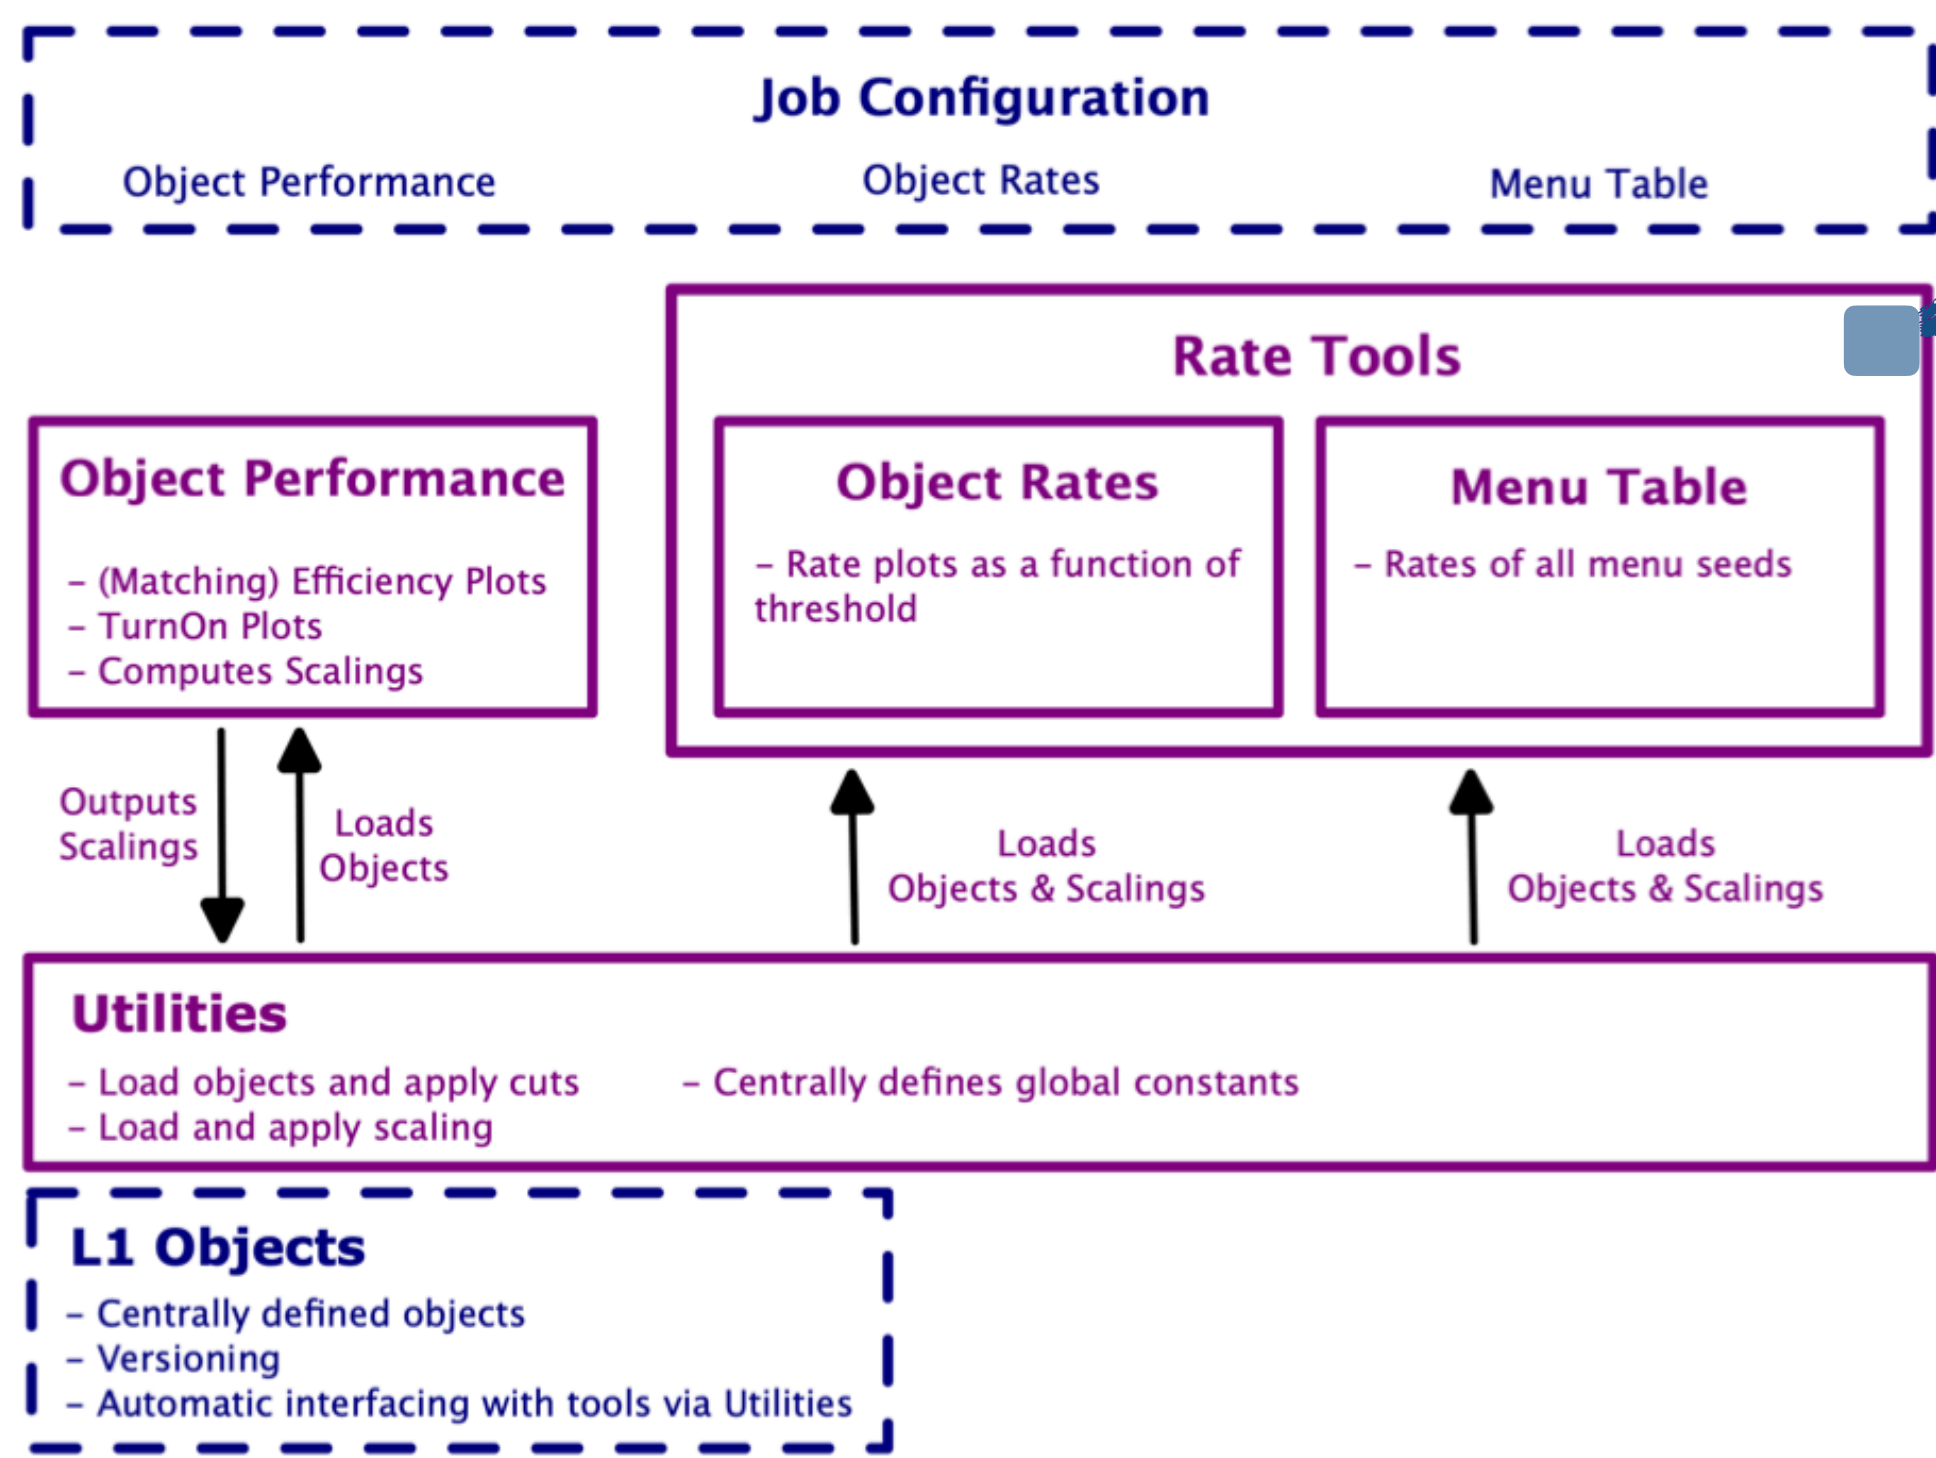 Job Configuration
Object Performance
Object Rates
Menu Table
Rate Tools
Object Performance
– (Matching) Efficiency Plots
– TurnOn Plots
– Computes Scalings
Object Rates
– Rate plots as a function of
threshold
Menu Table
– Rates of all menu seeds
Outputs
Scalings
Loads
Objects
Loads
Objects & Scalings
Loads
Objects & Scalings
Utilities
– Load objects and apply cuts
– Load and apply scaling
– Centrally defines global constants
L1 Objects
– Centrally defined objects
– Versioning
– Automatic interfacing with tools via Utilities